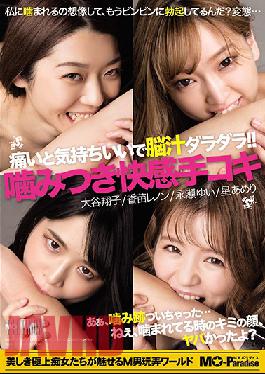 私に噛まれるの想像して、もうビンビンに勃起してるんだ?変態…
痛いと気持ちいいで脳汁ダラダラ!!
噛みつき快感手コキ
大谷翔子/香苗レノン/永瀬ゆい/星あめり
ああ、噛み跡ついちゃった…
ねぇ、噛まれてる時のキミの顔、
ヤバかったよ?
美しき極上痴女たちが魅せるM男玩弄ワールド